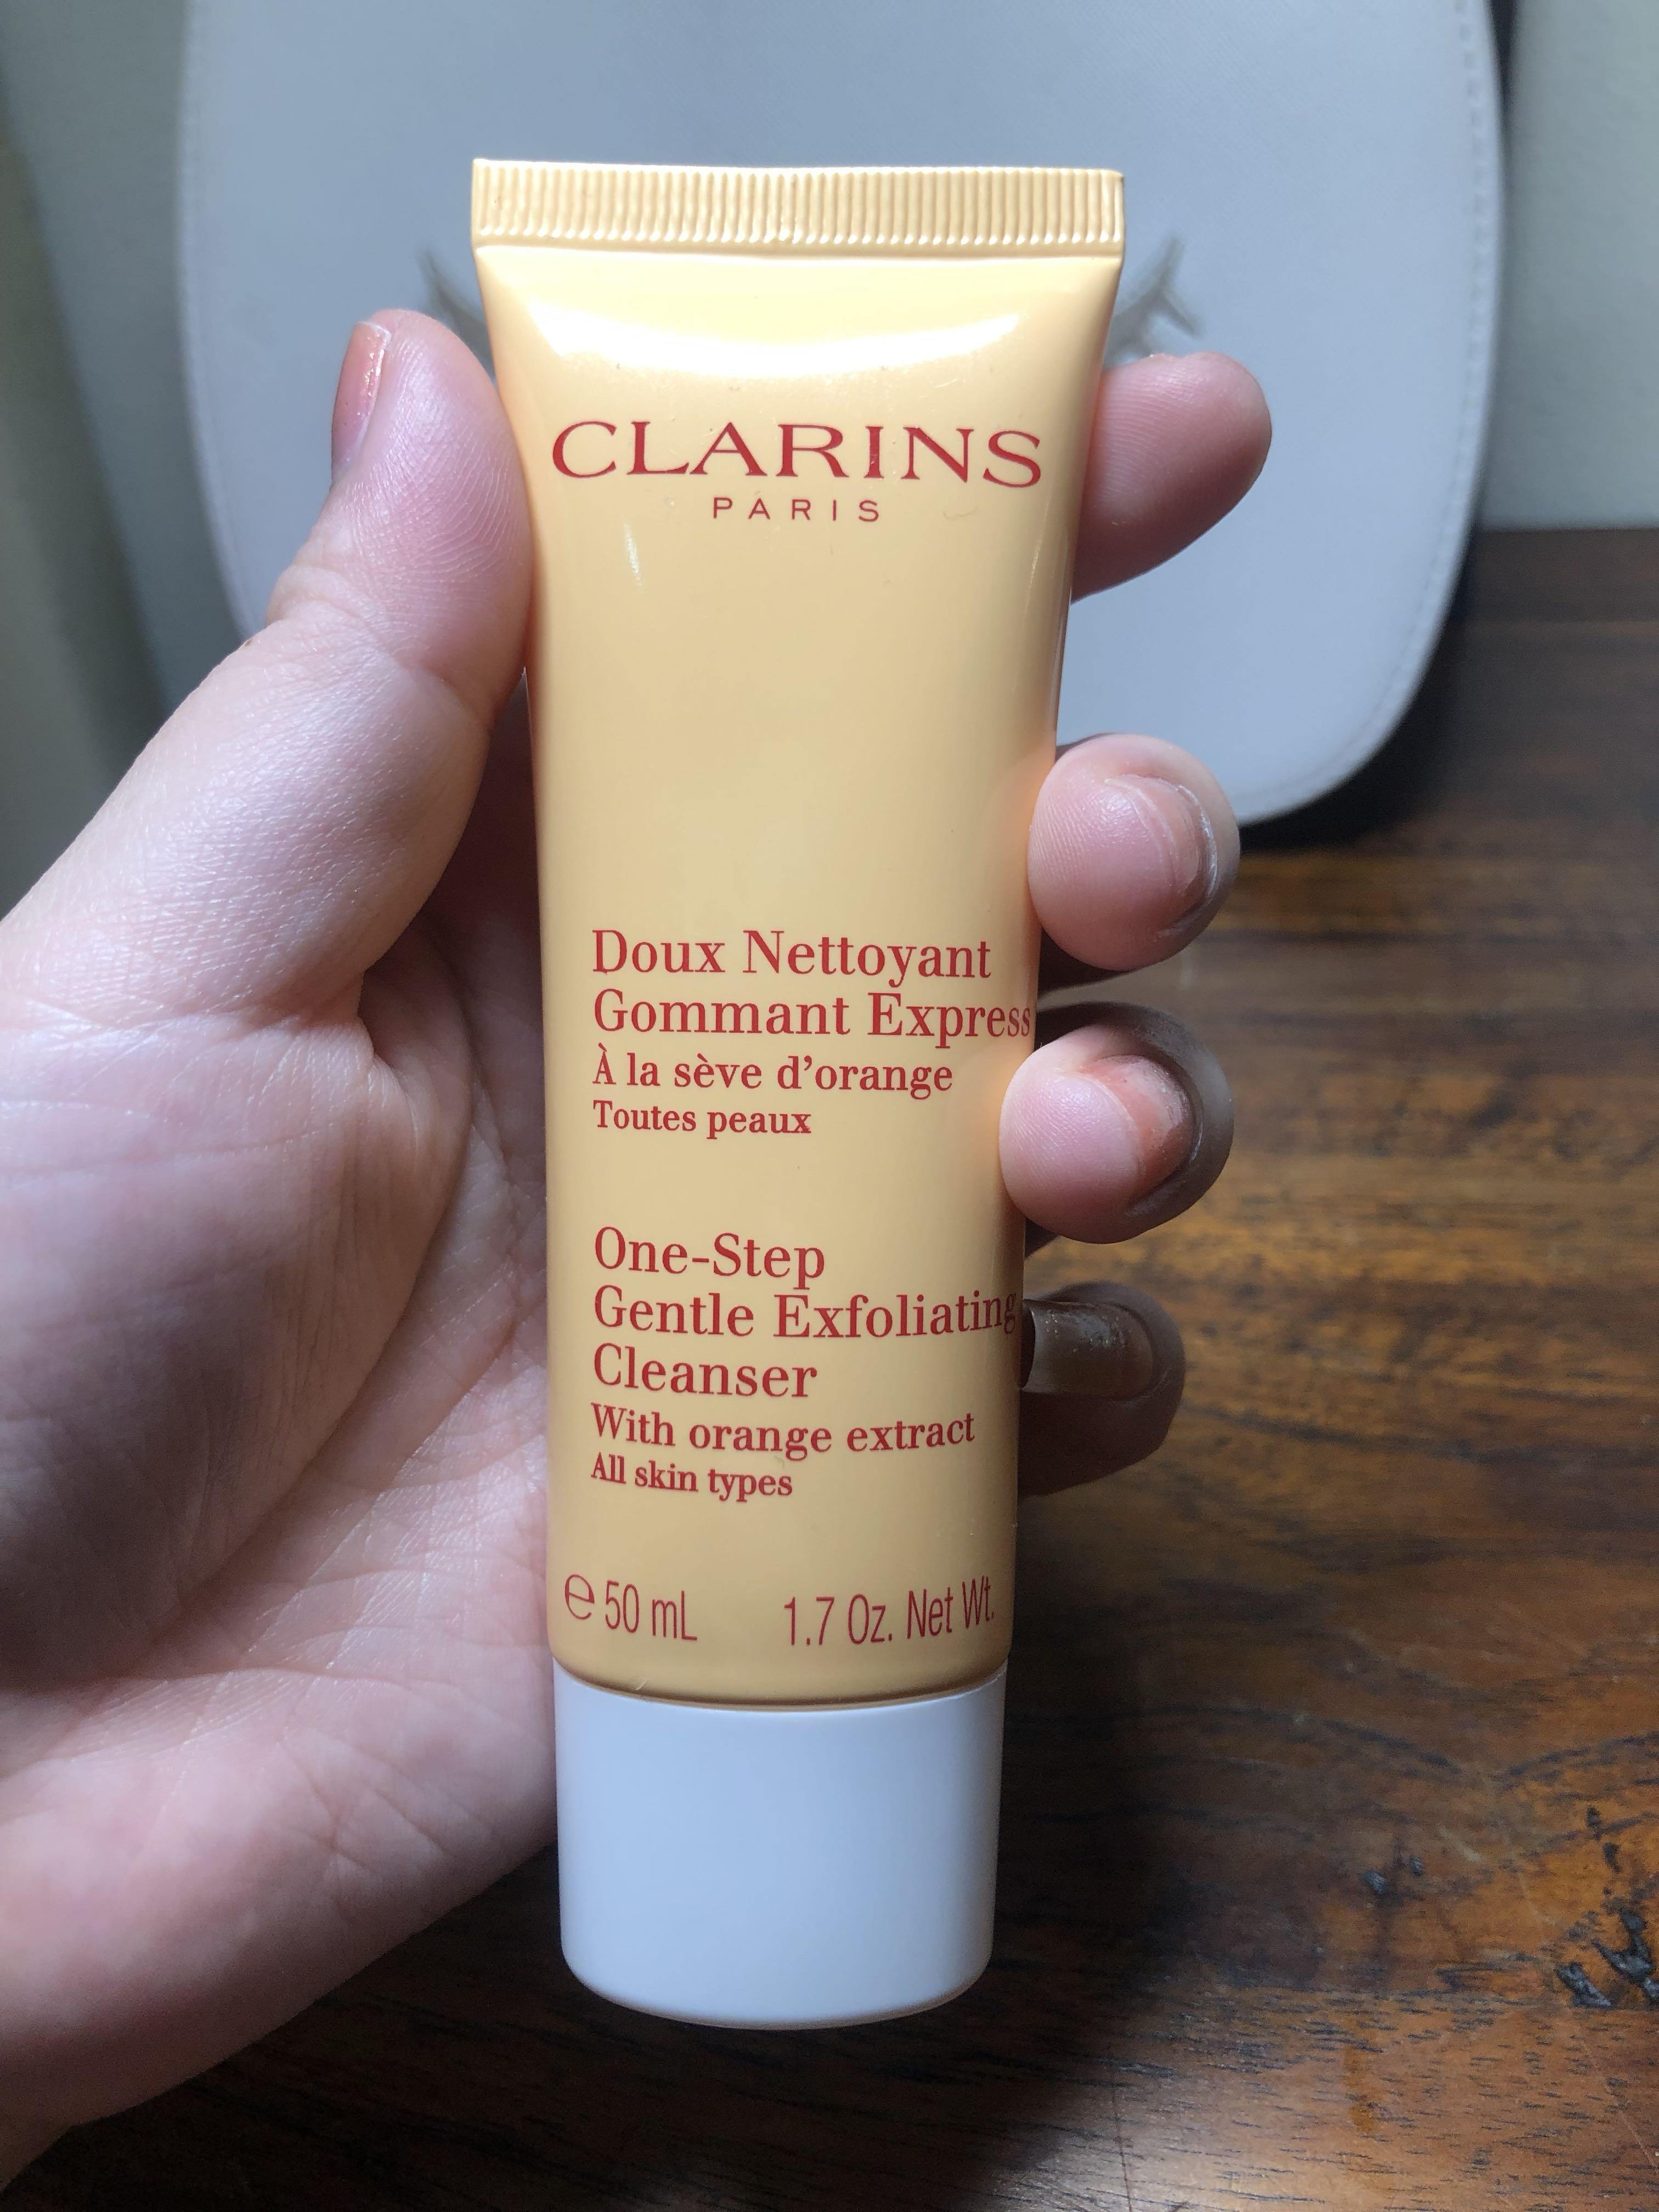 CLARINS
PARIS
Doux Nettoyant
Gommant Express
À la sève d'orange
Toutes peaux
One-Step
Gentle Exfoliating
Cleanser
With orange extract
All skin types
℮ 50 mL 1.7 Oz. Net Wt.